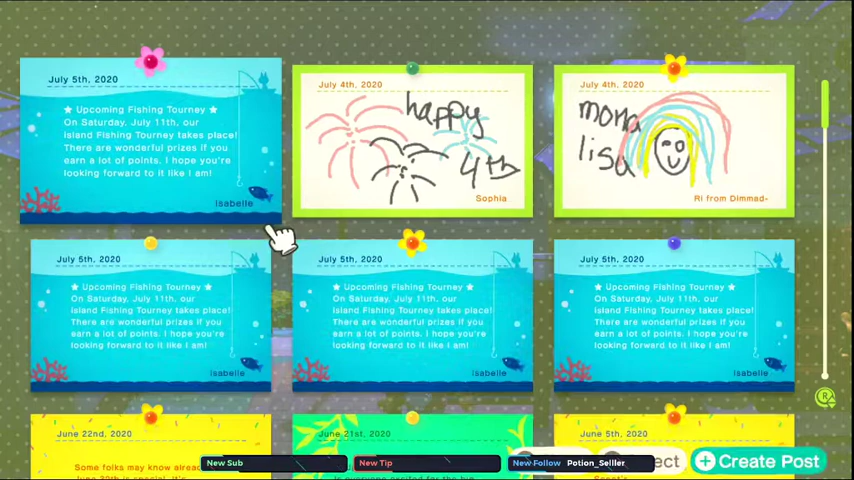 July 5th, 2020
★ Upcoming Fishing Tourney ★
On Saturday, July 11th, our
Island Fishing Tourney takes place!
There are wonderful prizes if you
earn a lot of points. I hope you're
looking forward to it like I am!
Isabelle
July 4th, 2020
happy
4th
Sophia
July 4th, 2020
mona
lisa
Ri from Dimmad-
July 5th, 2020
★ Upcoming Fishing Tourney ★
On Saturday, July 11th, our
Island Fishing Tourney takes place!
There are wonderful prizes if you
earn a lot of points. I hope you're
looking forward to it like I am!
Isabelle
July 5th, 2020
★ Upcoming Fishing Tourney ★
On Saturday, July 11th, our
Island Fishing Tourney takes place!
There are wonderful prizes if you
earn a lot of points. I hope you're
looking forward to it like I am!
Isabelle
July 5th, 2020
★ Upcoming Fishing Tourney ★
On Saturday, July 11th, our
Island Fishing Tourney takes place!
There are wonderful prizes if you
earn a lot of points. I hope you're
looking forward to it like I am!
Isabelle
R
June 22nd, 2020
Some folks may know alrea
June 21st, 2020
June 5th, 2020
New Sub
New Tip
New Follow Potion_Selller
+ Create Post